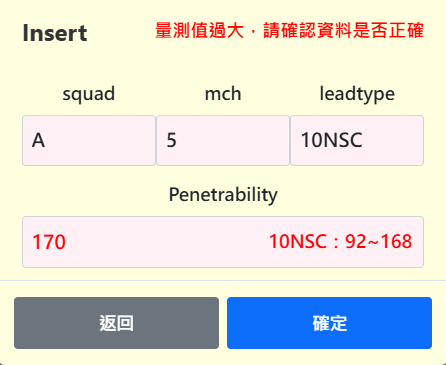 Insert 量測值過大，請確認資料是否正確
squad mch leadtype
A 5 10NSC
Penetrability
170 10NSC：92~168
返回 確定